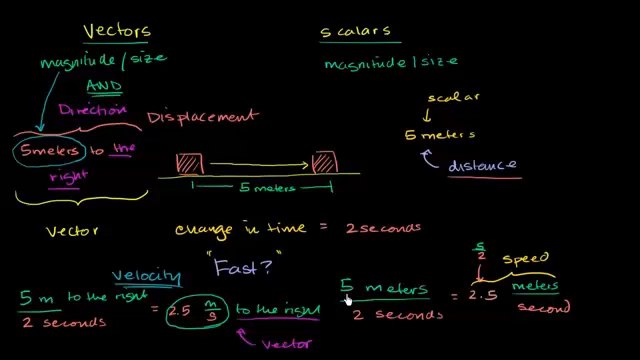 Vectors
magnitude/size
AND
Direction
Displacement
5 meters to the
right
vector
scalars
magnitude/size
scalar
5 meters
distance
5 meters
change in time = 2 seconds
"Fast?"
velocity
5 m to the right
2 seconds
= 2.5 m
s
to the right
vector
5 meters
2 seconds
5
2
speed
= 2.5 meters
second